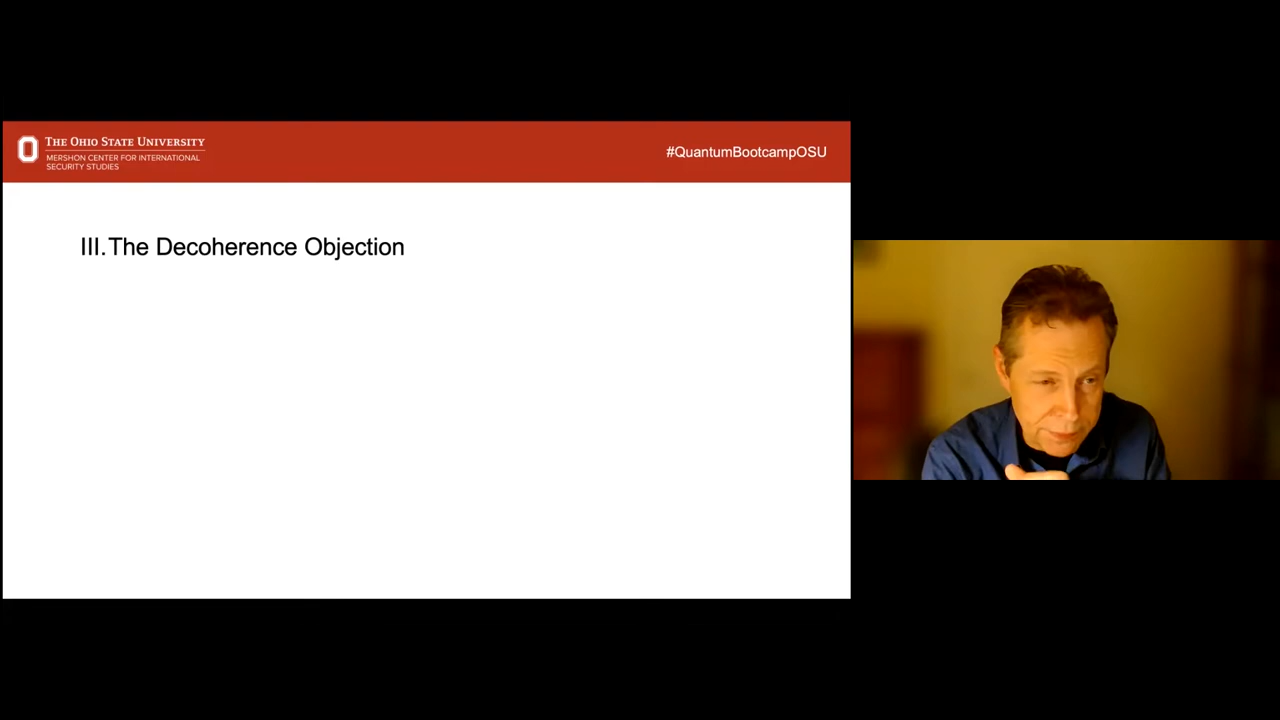 THE OHIO STATE UNIVERSITY
MERSHON CENTER FOR INTERNATIONAL
SECURITY STUDIES
#QuantumBootcampOSU
III. The Decoherence Objection